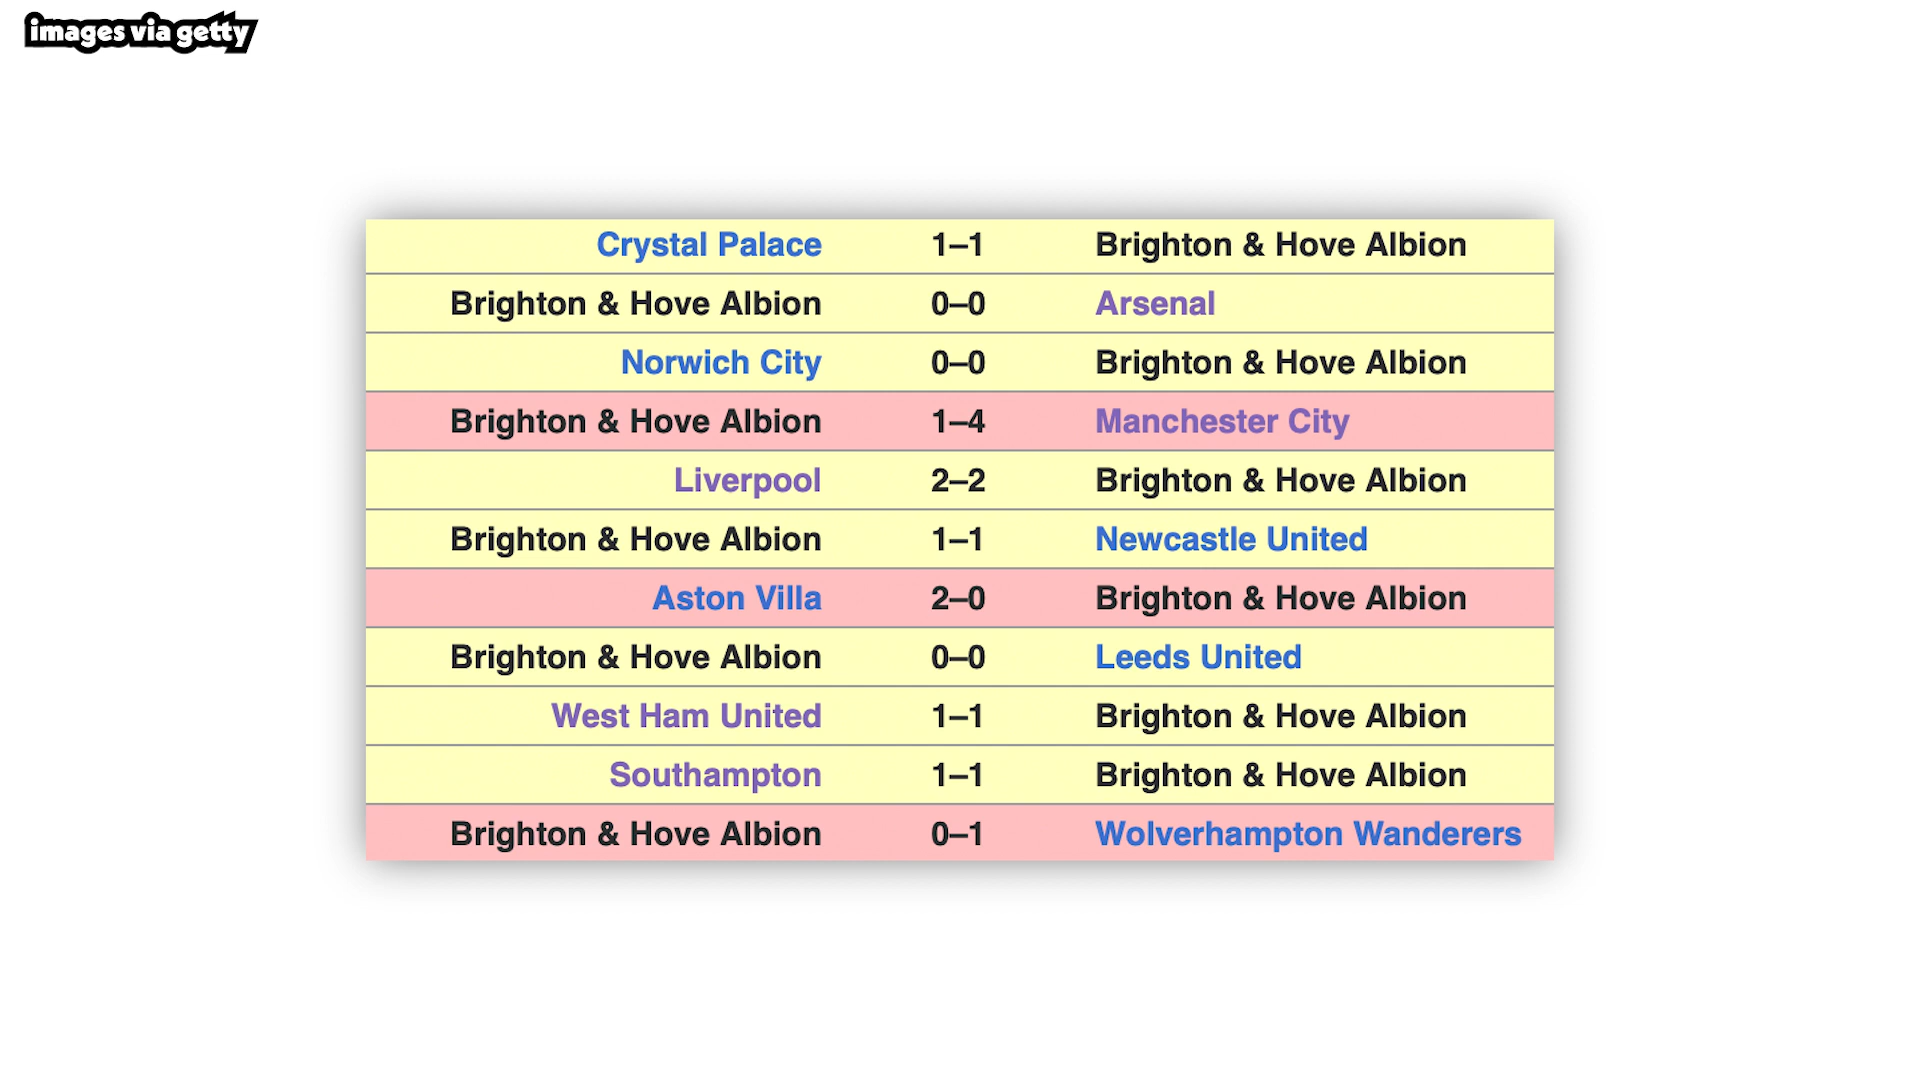 images via getty
Crystal Palace 1–1 Brighton & Hove Albion
Brighton & Hove Albion 0–0 Arsenal
Norwich City 0–0 Brighton & Hove Albion
Brighton & Hove Albion 1–4 Manchester City
Liverpool 2–2 Brighton & Hove Albion
Brighton & Hove Albion 1–1 Newcastle United
Aston Villa 2–0 Brighton & Hove Albion
Brighton & Hove Albion 0–0 Leeds United
West Ham United 1–1 Brighton & Hove Albion
Southampton 1–1 Brighton & Hove Albion
Brighton & Hove Albion 0–1 Wolverhampton Wanderers